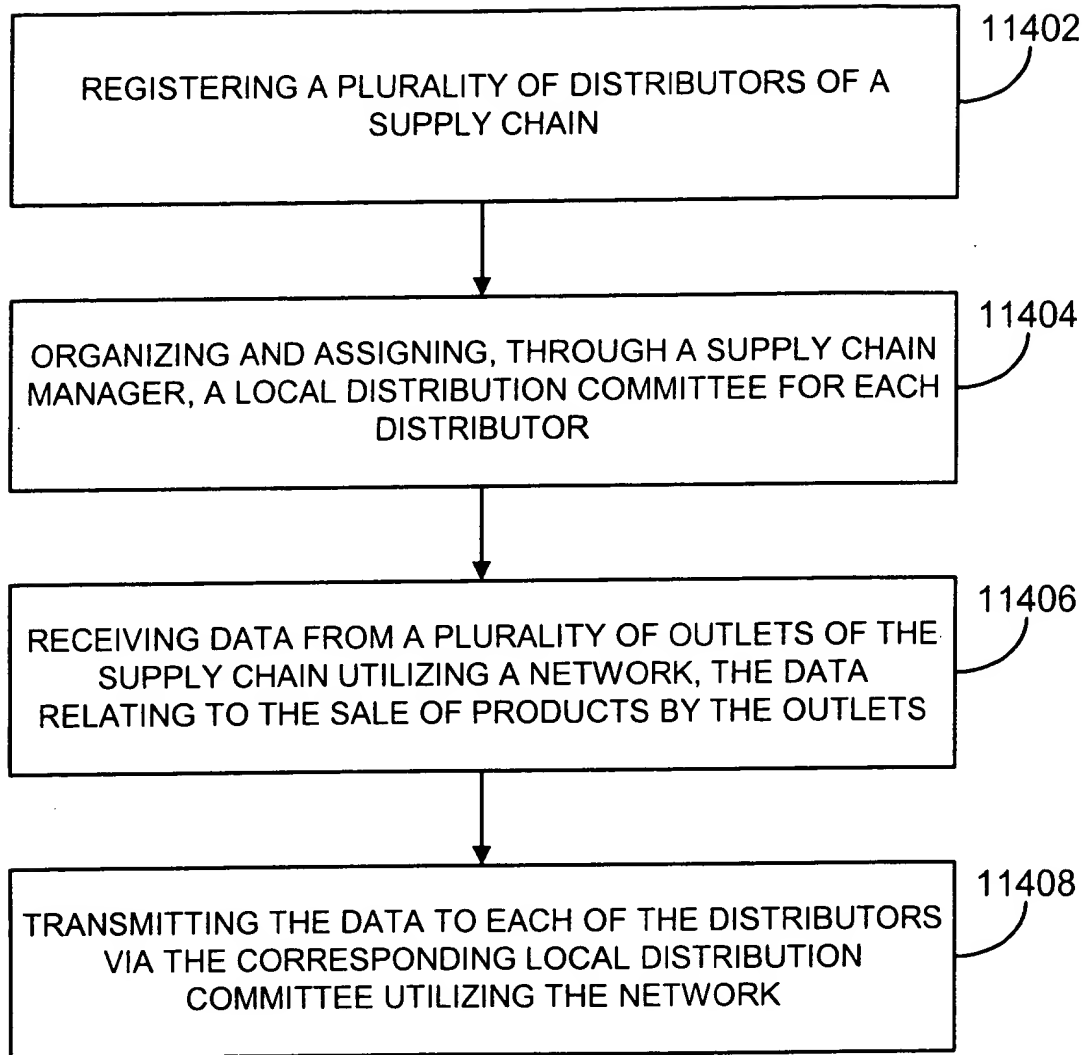 11402
REGISTERING A PLURALITY OF DISTRIBUTORS OF A
SUPPLY CHAIN
11404
ORGANIZING AND ASSIGNING, THROUGH A SUPPLY CHAIN
MANAGER, A LOCAL DISTRIBUTION COMMITTEE FOR EACH
DISTRIBUTOR
11406
RECEIVING DATA FROM A PLURALITY OF OUTLETS OF THE
SUPPLY CHAIN UTILIZING A NETWORK, THE DATA
RELATING TO THE SALE OF PRODUCTS BY THE OUTLETS
11408
TRANSMITTING THE DATA TO EACH OF THE DISTRIBUTORS
VIA THE CORRESPONDING LOCAL DISTRIBUTION
COMMITTEE UTILIZING THE NETWORK